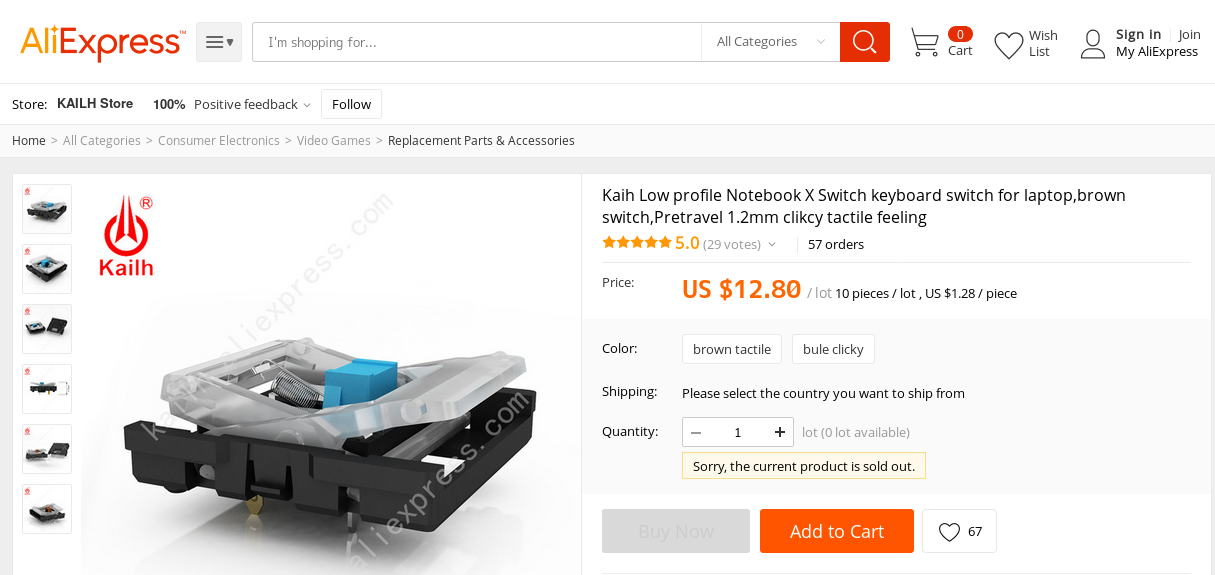 AliExpress™
I'm shopping for...
All Categories
0
Cart
Wish
List
Sign In
Join
My AliExpress
Store: KAILH Store 100% Positive feedback Follow
Home > All Categories > Consumer Electronics > Video Games > Replacement Parts & Accessories
®
Kailh
kailh.aliexpress.com
kailh.aliexpress.com
Kaih Low profile Notebook X Switch keyboard switch for laptop,brown
switch,Pretravel 1.2mm clikcy tactile feeling
5.0 (29 votes) 57 orders
Price: US $12.80 / lot 10 pieces / lot , US $1.28 / piece
Color: brown tactile bule clicky
Shipping: Please select the country you want to ship from
Quantity: 1 lot (0 lot available)
Sorry, the current product is sold out.
Buy Now Add to Cart 67